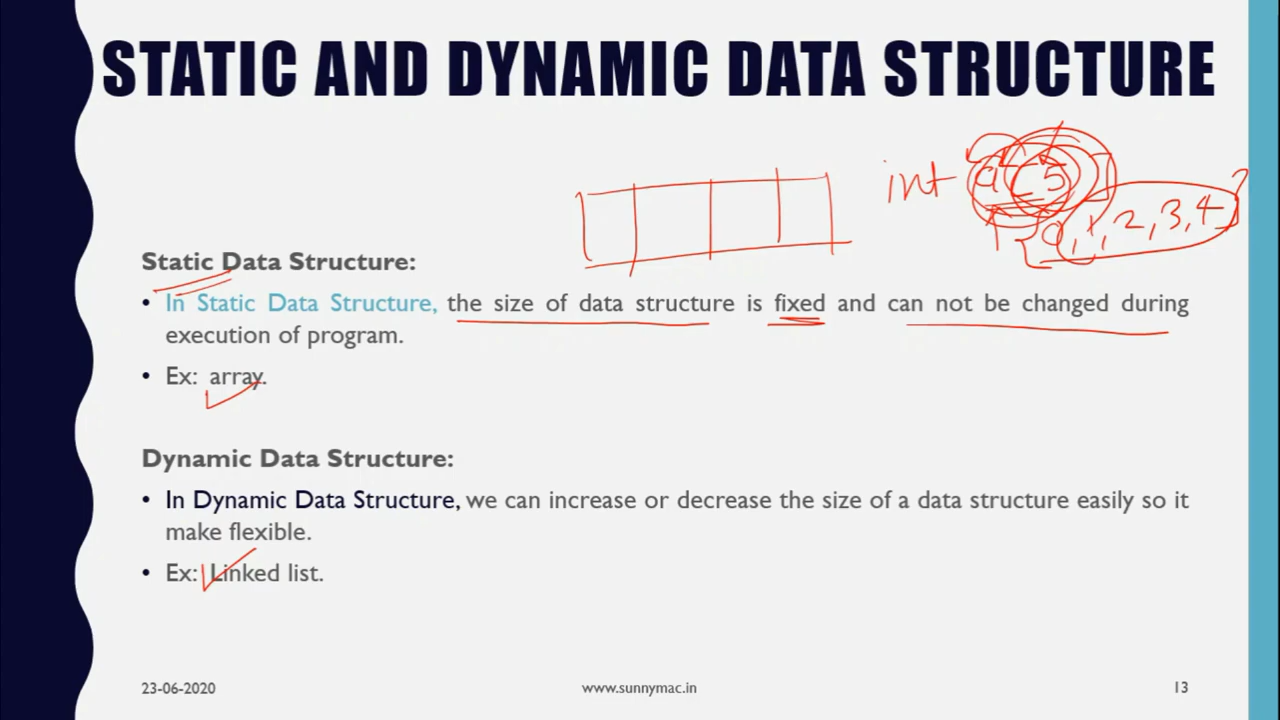 STATIC AND DYNAMIC DATA STRUCTURE
int a[5]
{0,1,2,3,4}
Static Data Structure:
• In Static Data Structure, the size of data structure is fixed and can not be changed during
execution of program.
• Ex: array.
Dynamic Data Structure:
• In Dynamic Data Structure, we can increase or decrease the size of a data structure easily so it
make flexible.
• Ex: Linked list.
23-06-2020
www.sunnymac.in
13